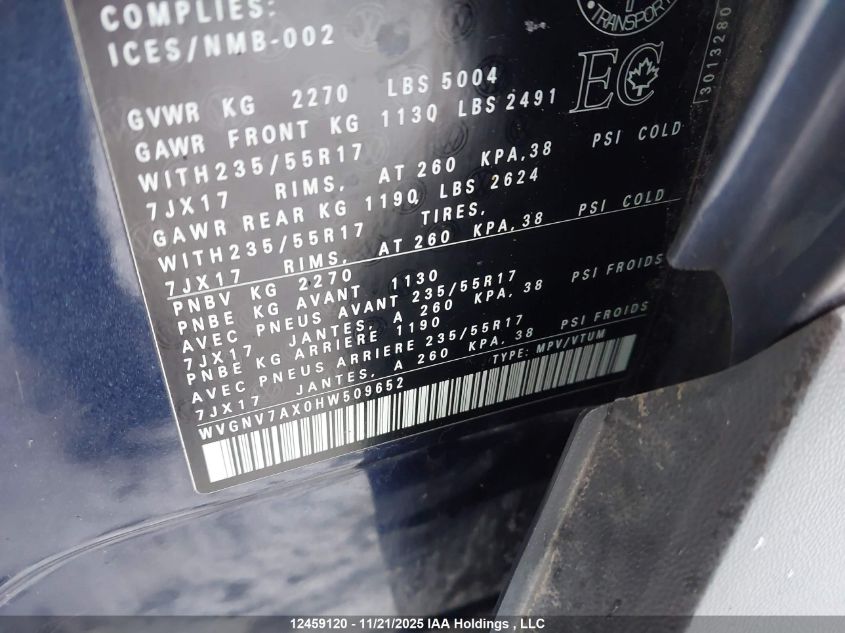 COMPLIES:
ICES/NMB-002
TRANSPORT
EC
3013280
GVWR KG 2270 LBS 5004
GAWR FRONT KG 1130 LBS 2491
WITH235/55R17
7JX17 RIMS, AT 260 KPA,38 PSI COLD
GAWR REAR KG 1190 LBS 2624
WITH235/55R17 TIRES,
7JX17 RIMS, AT 260 KPA,38 PSI COLD
PNBV KG 2270
PNBE KG AVANT 1130
AVEC PNEUS AVANT 235/55R17
7JX17 JANTES, A 260 KPA,38 PSI FROIDS
PNBE KG ARRIERE 1190
AVEC PNEUS ARRIERE 235/55R17
7JX17 JANTES, A 260 KPA,38 PSI FROIDS
WVGNV7AX0HW509652 TYPE: MPV/VTUM
12459120 - 11/21/2025 IAA Holdings , LLC